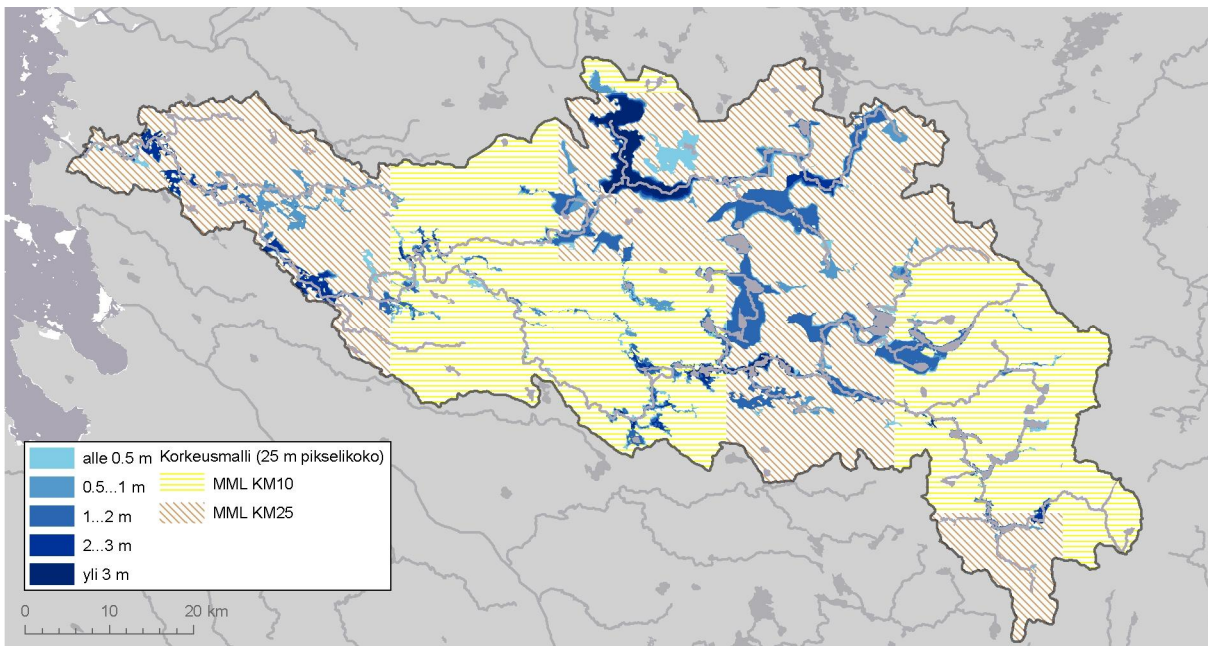 alle 0.5 m
0.5...1 m
1...2 m
2...3 m
yli 3 m
Korkeusmalli (25 m pikselikoko)
MML KM10
MML KM25
0 10 20 km